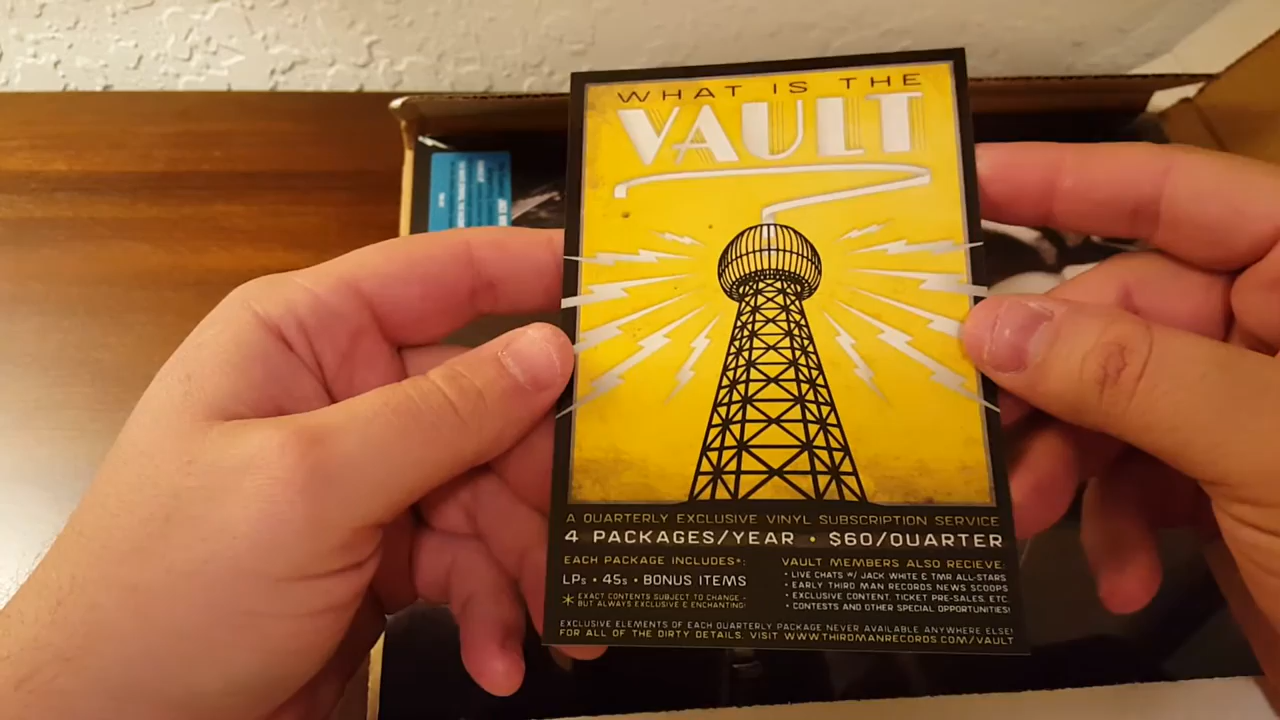 WHAT IS THE
VAULT
A QUARTERLY EXCLUSIVE VINYL SUBSCRIPTION SERVICE
4 PACKAGES/YEAR • $60/QUARTER
EACH PACKAGE INCLUDES*:
LPs • 45s • BONUS ITEMS
* EXACT CONTENTS SUBJECT TO CHANGE -
BUT ALWAYS EXCLUSIVE & ENCHANTING!
VAULT MEMBERS ALSO RECIEVE:
• LIVE CHATS W/ JACK WHITE & TMR ALL-STARS
• EARLY THIRD MAN RECORDS NEWS SCOOPS
• EXCLUSIVE CONTENT, TICKET PRE-SALES, ETC.
• CONTESTS AND OTHER SPECIAL OPPORTUNITIES!
EXCLUSIVE ELEMENTS OF EACH QUARTERLY PACKAGE NEVER AVAILABLE ANYWHERE ELSE!
FOR ALL OF THE DIRTY DETAILS, VISIT WWW.THIRDMANRECORDS.COM/VAULT